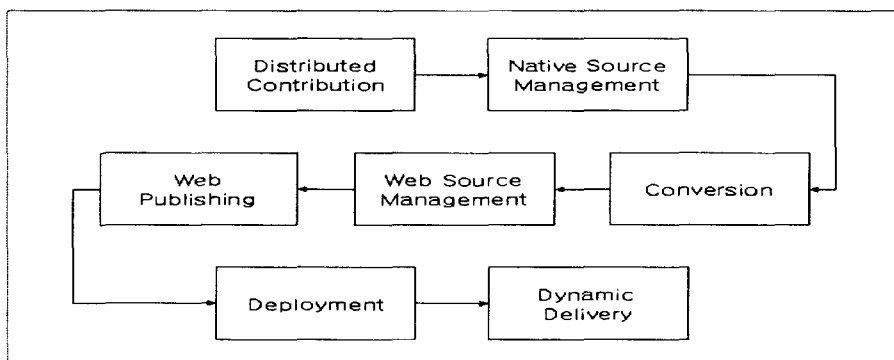 Distributed
Contribution
Native Source
Management
Web
Publishing
Web Source
Management
Conversion
Deployment
Dynamic
Delivery